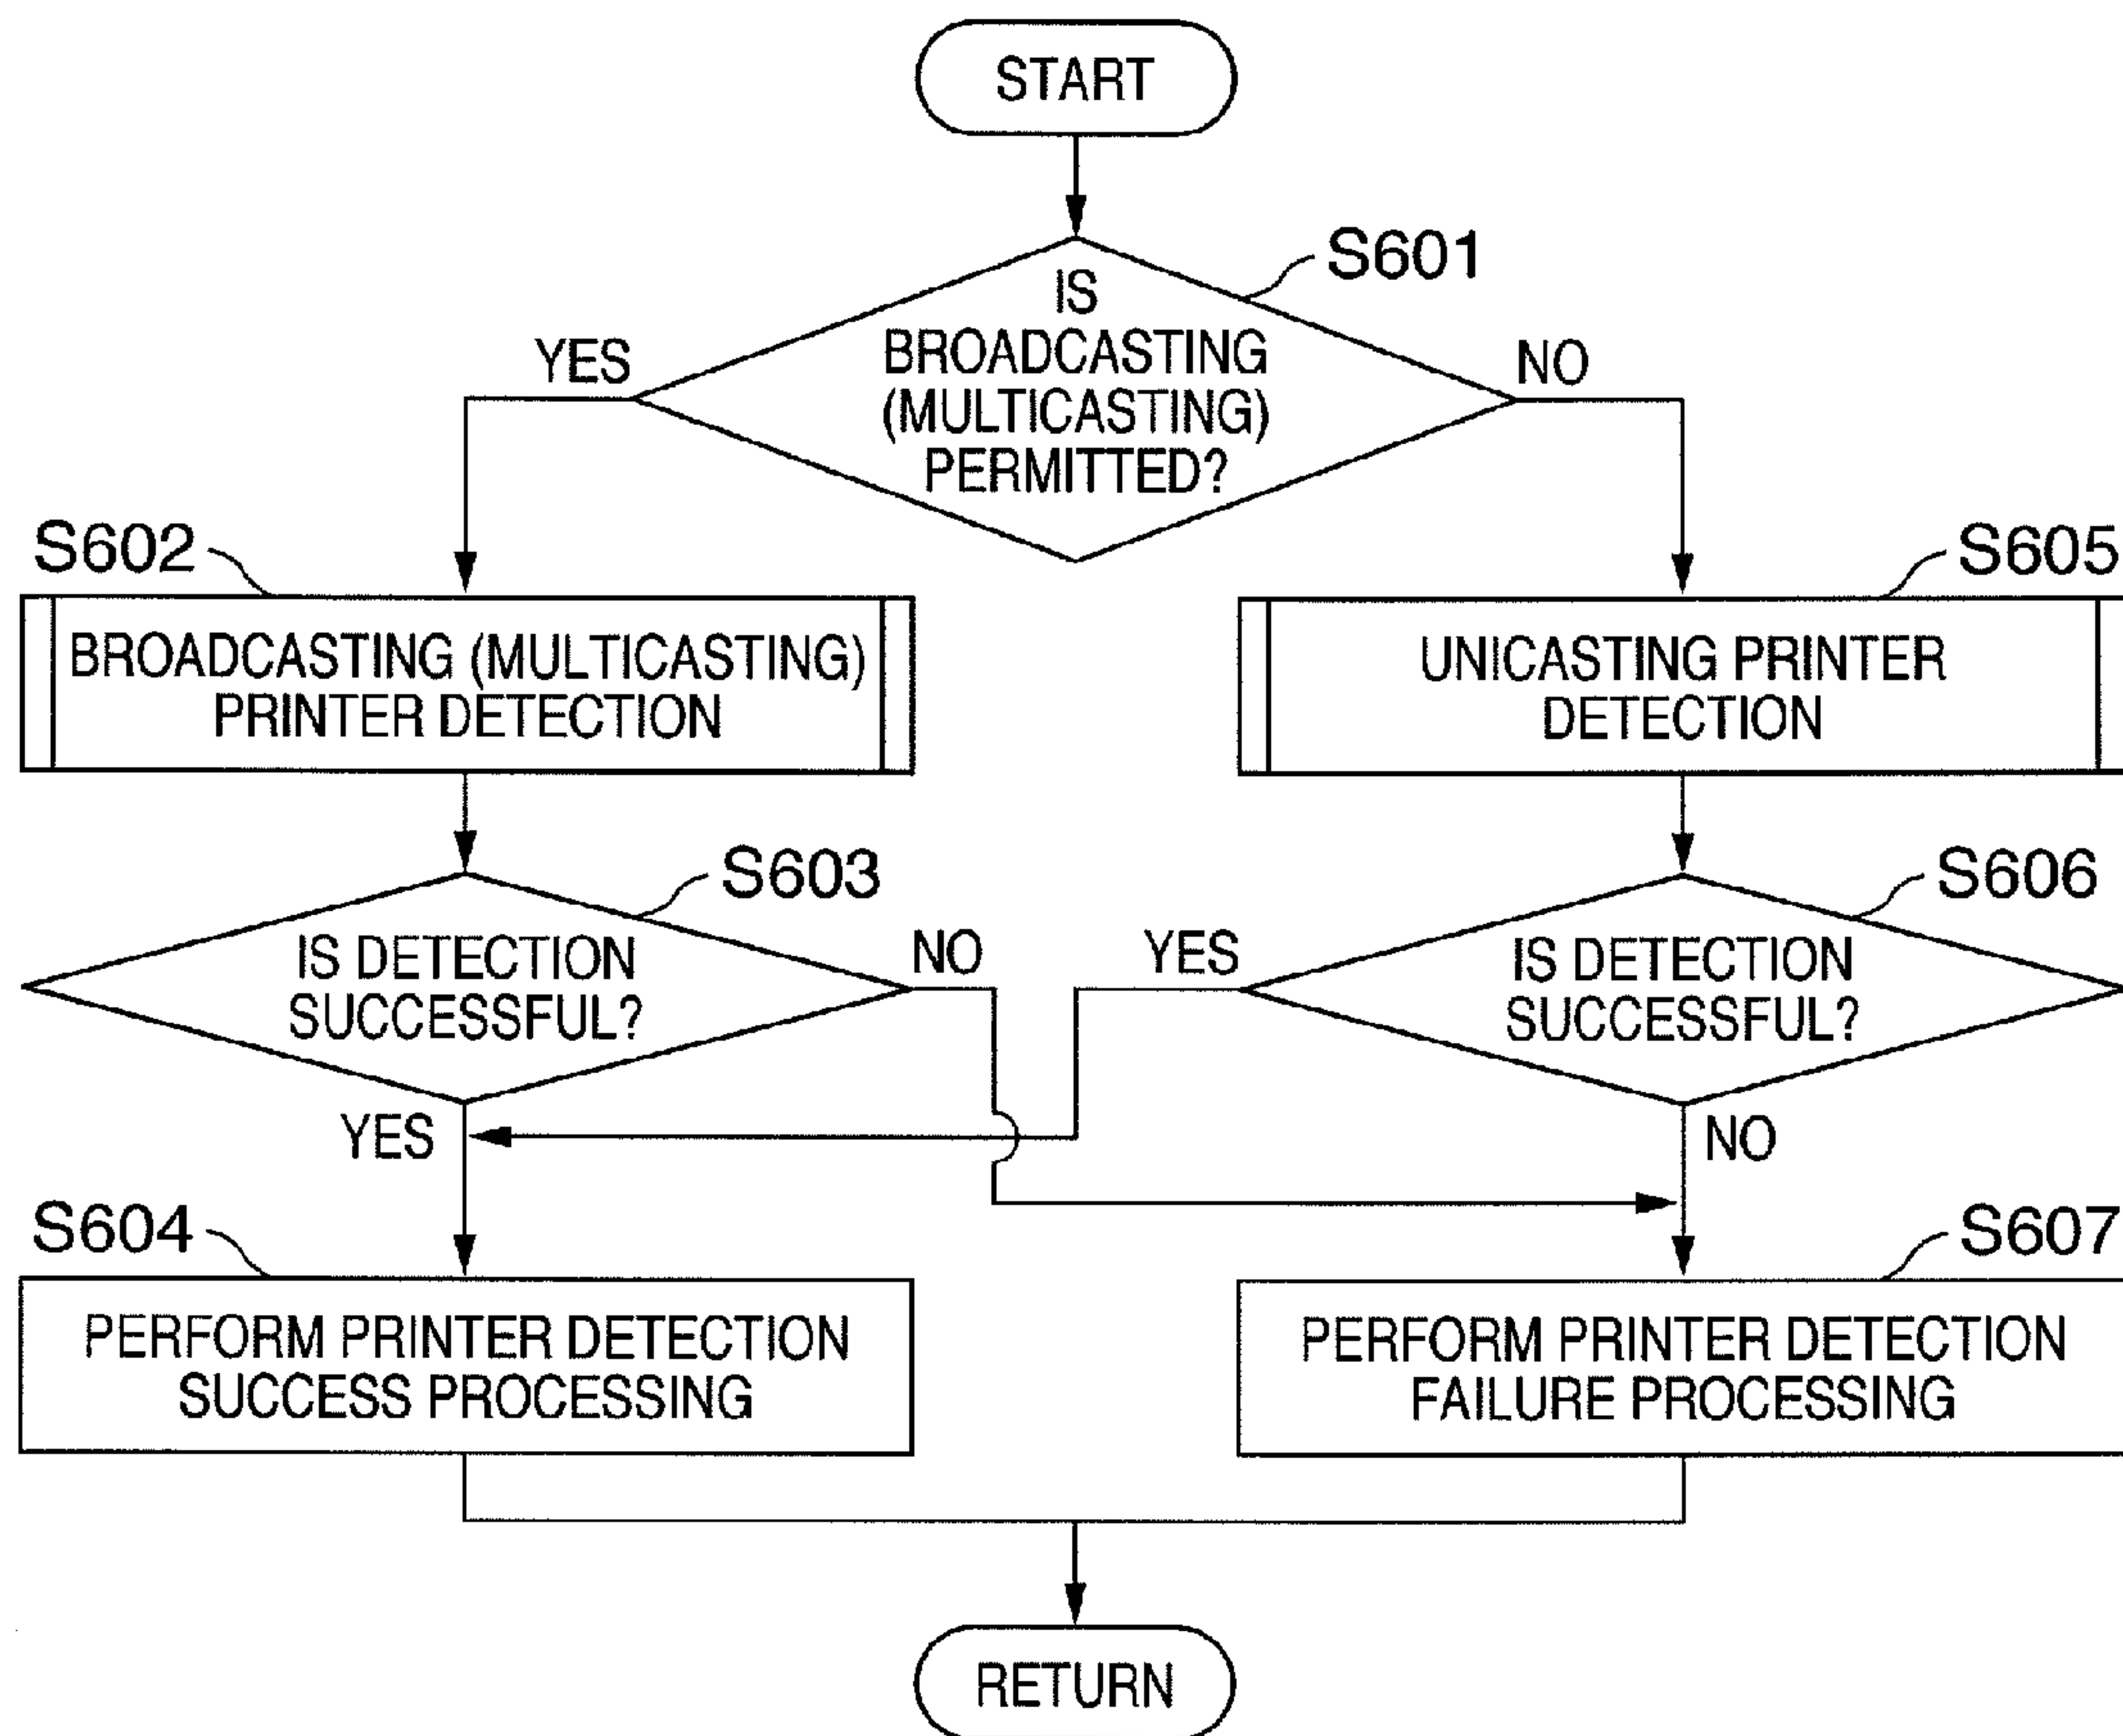 START
S601
IS
BROADCASTING
(MULTICASTING)
PERMITTED?
YES
NO
S602
BROADCASTING (MULTICASTING)
PRINTER DETECTION
S605
UNICASTING PRINTER
DETECTION
S603
IS DETECTION
SUCCESSFUL?
NO
YES
S606
IS DETECTION
SUCCESSFUL?
YES
NO
S604
PERFORM PRINTER DETECTION
SUCCESS PROCESSING
S607
PERFORM PRINTER DETECTION
FAILURE PROCESSING
RETURN